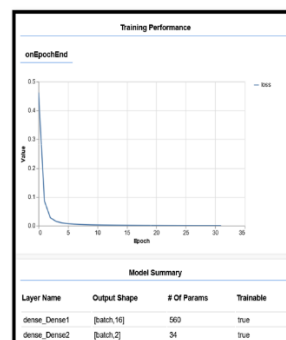 Training Performance
onEpochEnd
0.5
0.4
0.3
0.2
0.1
0.0
Value
0 5 10 15 20 25 30 35
Epoch
loss
Model Summary
Layer Name Output Shape # Of Params Trainable
dense_Dense1 [batch,16] 560 true
dense_Dense2 [batch,2] 34 true